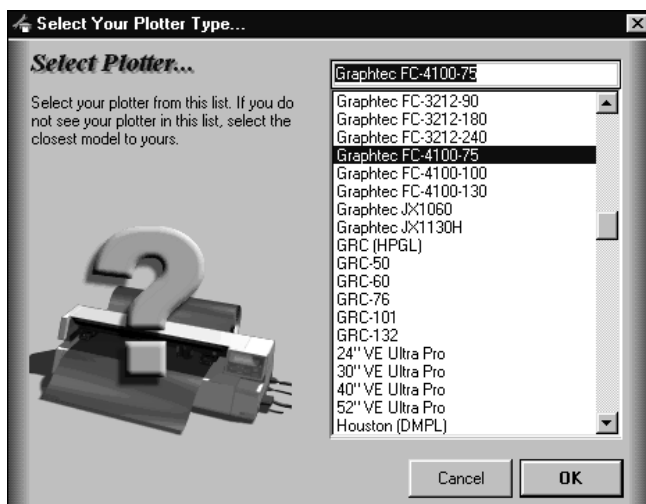 Select Your Plotter Type...
Select Plotter...
Select your plotter from this list. If you do
not see your plotter in this list, select the
closest model to yours.
Graphtec FC-4100-75
Graphtec FC-3212-90
Graphtec FC-3212-180
Graphtec FC-3212-240
Graphtec FC-4100-75
Graphtec FC-4100-100
Graphtec FC-4100-130
Graphtec JX1060
Graphtec JX1130H
GRC (HPGL)
GRC-50
GRC-60
GRC-76
GRC-101
GRC-132
24" VE Ultra Pro
30" VE Ultra Pro
40" VE Ultra Pro
52" VE Ultra Pro
Houston (DMPL)
?
Cancel
OK